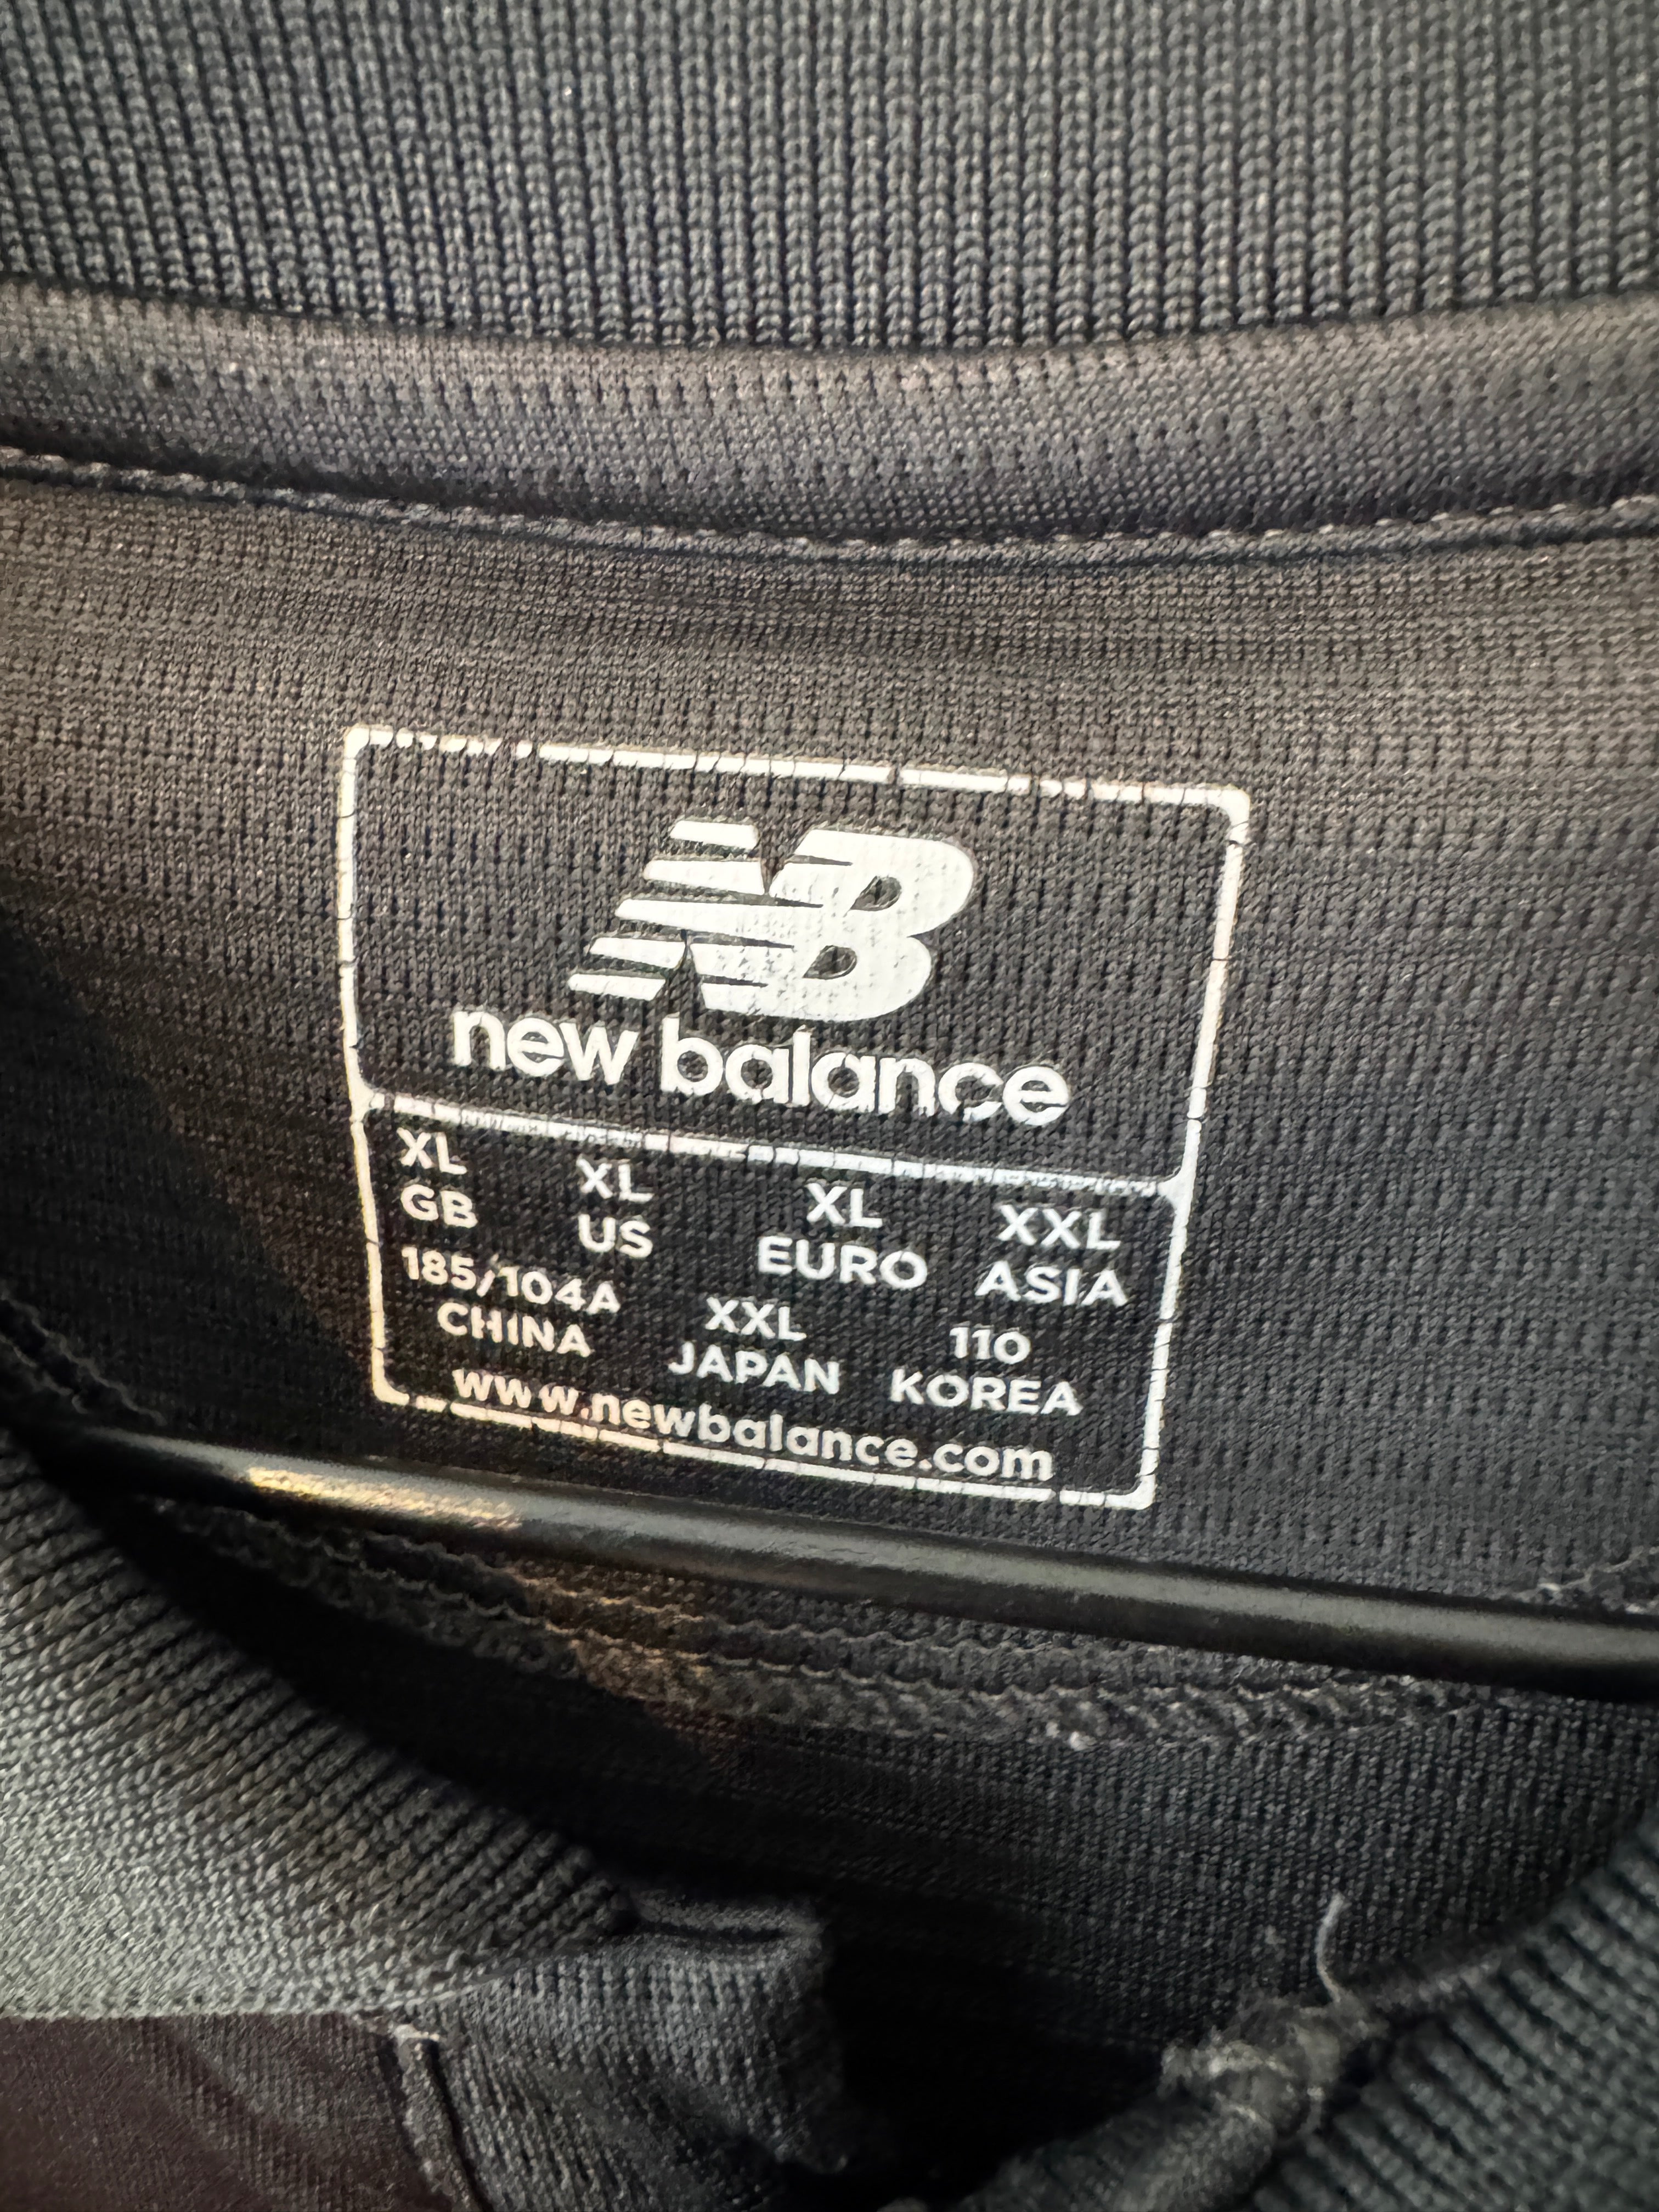 NB
new balance
XL XL XL XXL
GB US EURO ASIA
185/104A XXL 110
CHINA JAPAN KOREA
www.newbalance.com